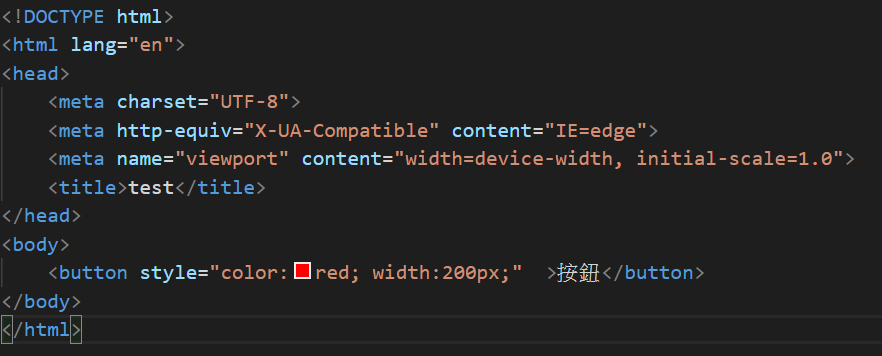 <!DOCTYPE html>
<html lang="en">
<head>
    <meta charset="UTF-8">
    <meta http-equiv="X-UA-Compatible" content="IE=edge">
    <meta name="viewport" content="width=device-width, initial-scale=1.0">
    <title>test</title>
</head>
<body>
    <button style="color:red; width:200px;"  >按鈕</button>
</body>
</html>